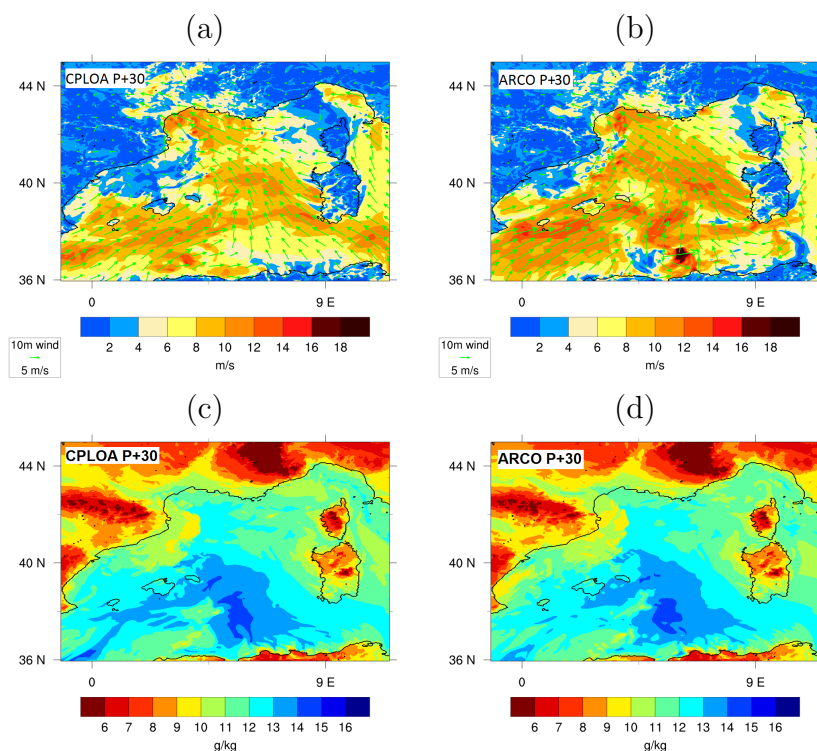 (a) (b)
CPLOA P+30 ARCO P+30
44 N 44 N
40 N 40 N
36 N 36 N
0 9 E 0 9 E
10m wind 10m wind
5 m/s 5 m/s
2 4 6 8 10 12 14 16 18 2 4 6 8 10 12 14 16 18
m/s m/s
(c) (d)
CPLOA P+30 ARCO P+30
44 N 44 N
40 N 40 N
36 N 36 N
0 9 E 0 9 E
6 7 8 9 10 11 12 13 14 15 16 6 7 8 9 10 11 12 13 14 15 16
g/kg g/kg